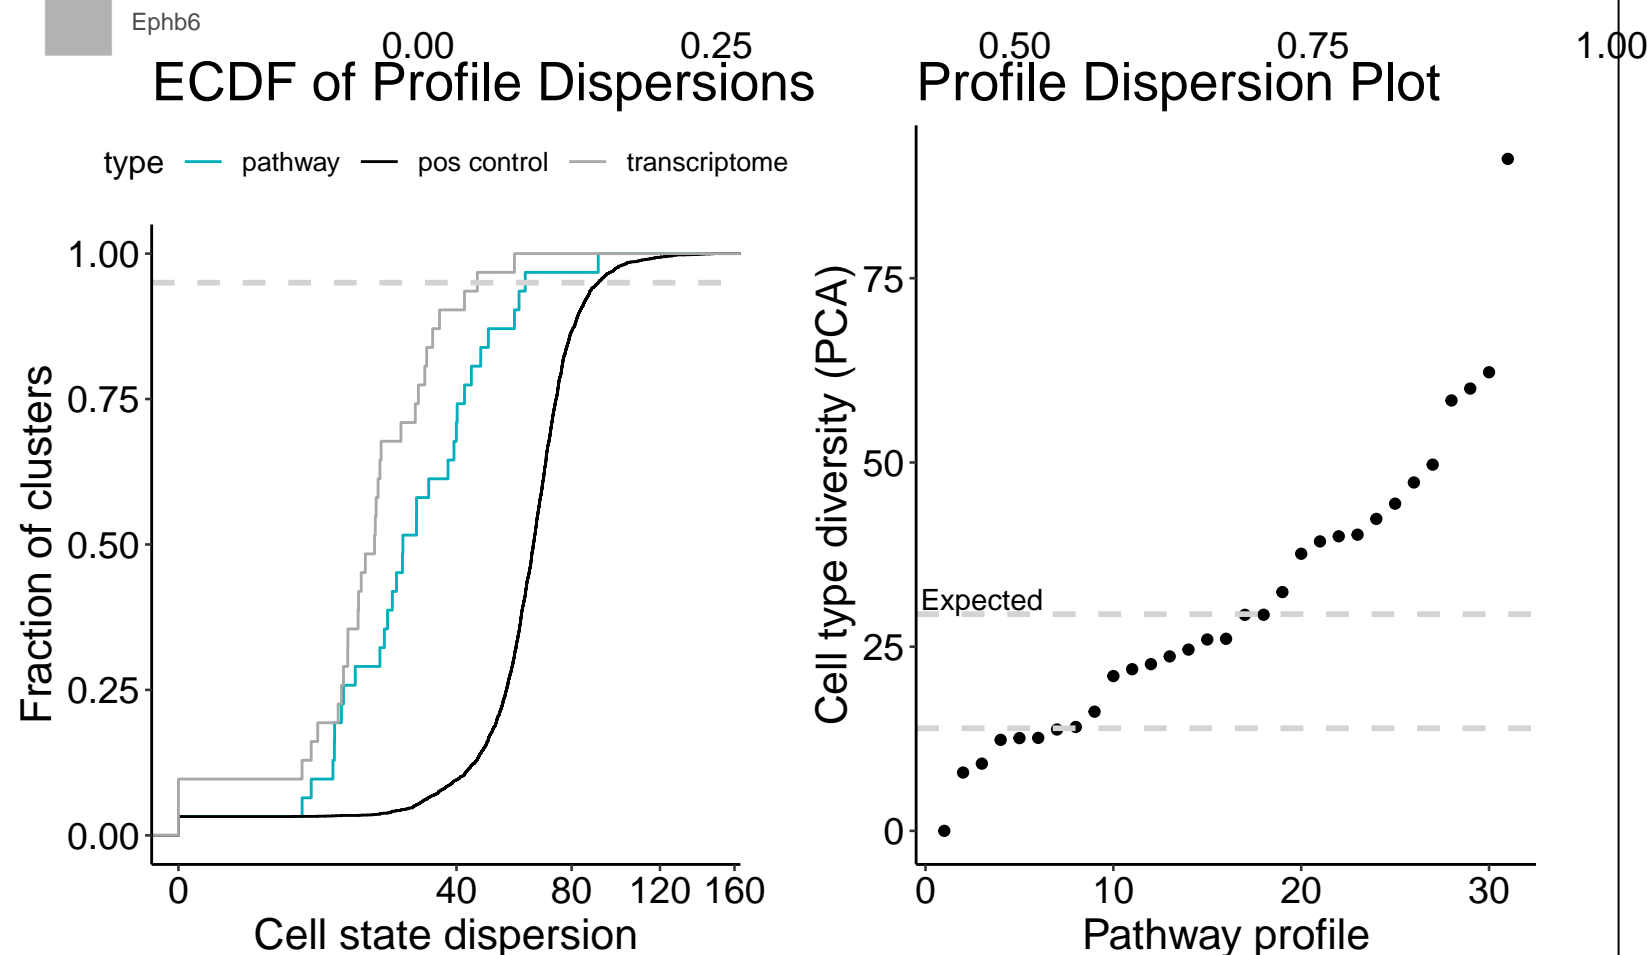 Ephb6
0.00 0.25 0.50 0.75 1.00
ECDF of Profile Dispersions
type pathway pos control transcriptome
1.00
0.75
0.50
0.25
0.00
Fraction of clusters
0 40 80 120 160
Cell state dispersion
Profile Dispersion Plot
75
50
25
0
Cell type diversity (PCA)
Expected
0 10 20 30
Pathway profile